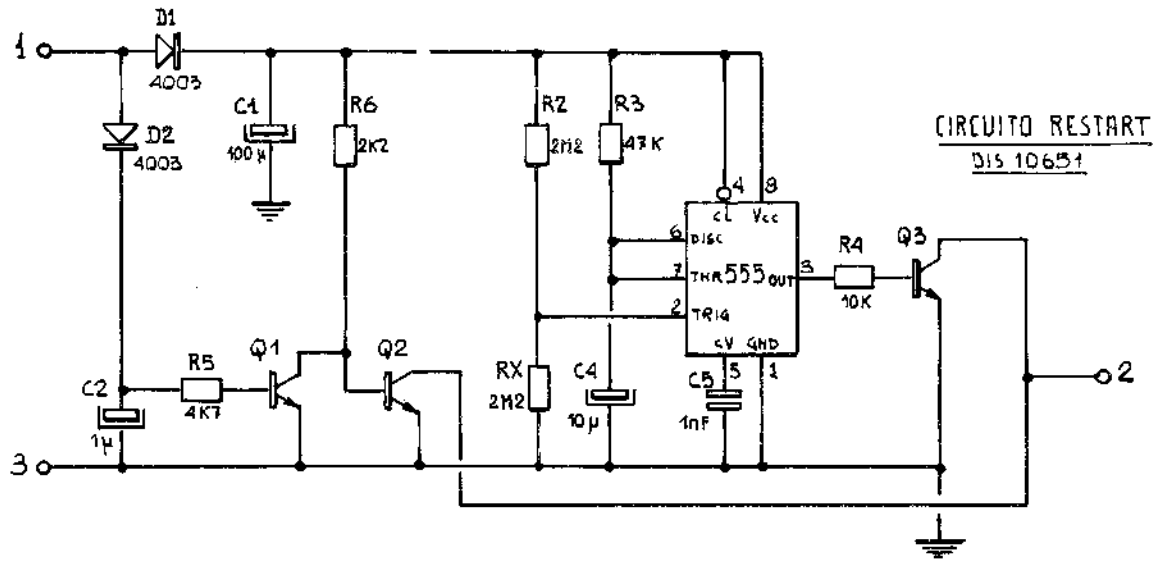 D1
1
4003
C1
100µ
R6
2K2
R2
2M2
R3
47K
CIRCUITO RESTART
DIS 10651
D2
4003
4
8
CL
Vcc
6
DISC
7
THR
555
OUT
3
R4
10K
Q3
2
TRIG
CV
GND
5
1
C2
1µ
R5
4K7
Q1
Q2
RX
2M2
C4
10µ
C5
1nF
2
3